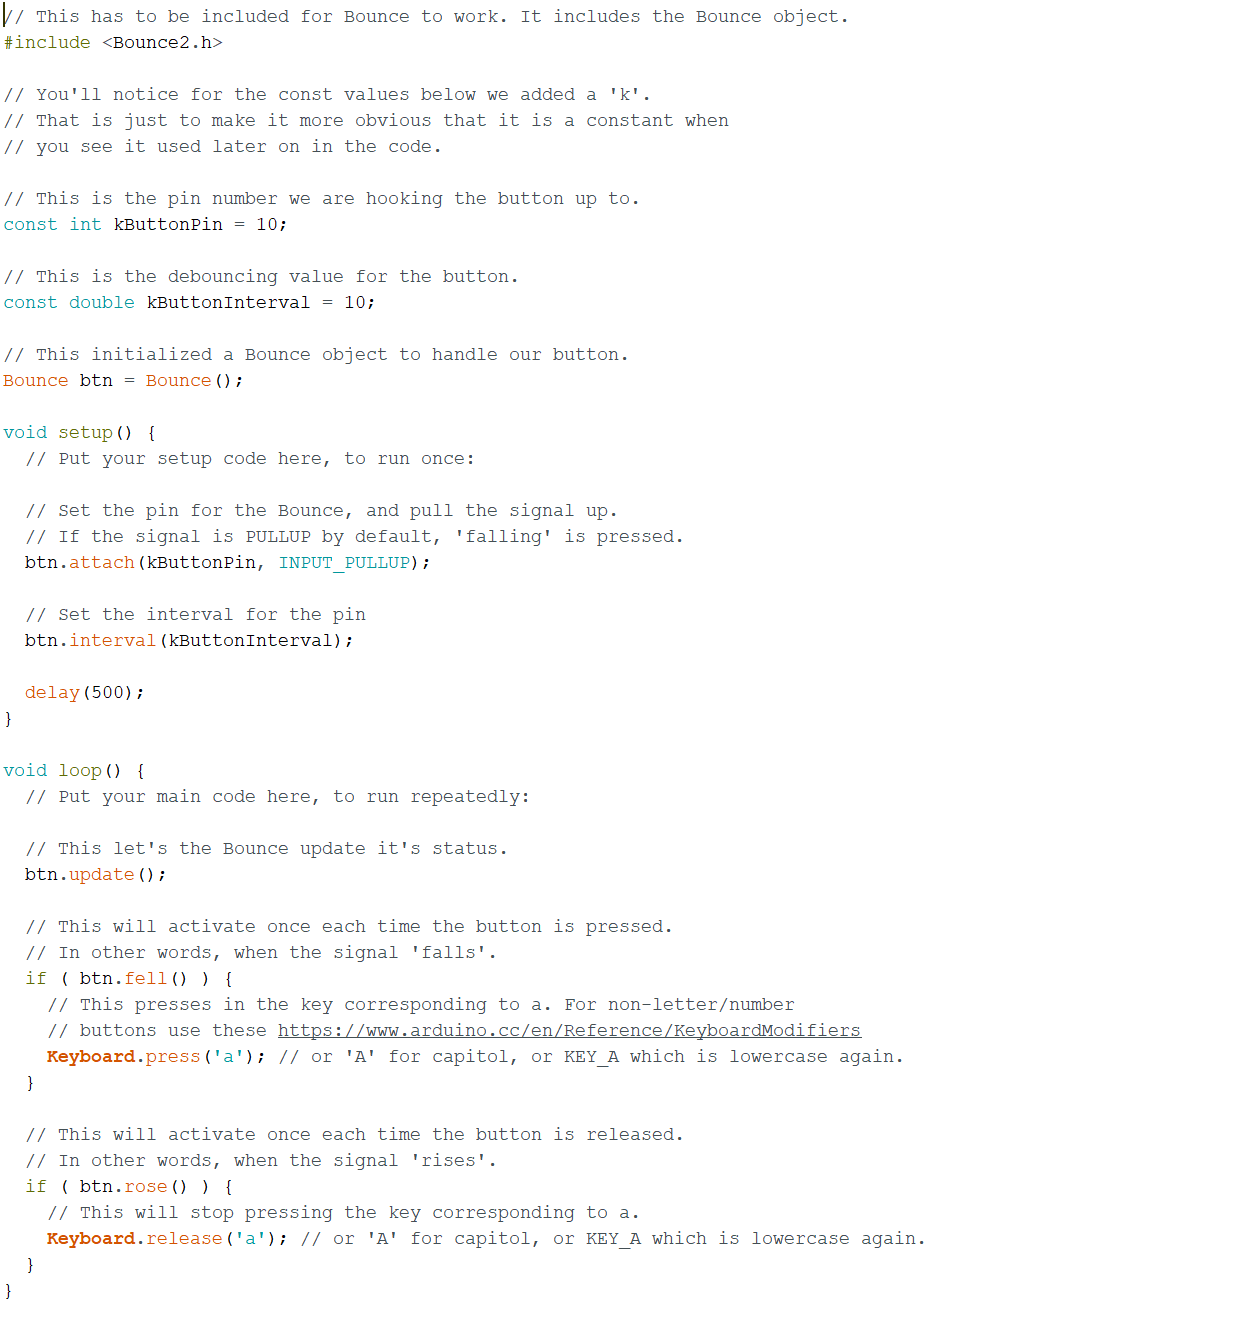 // This has to be included for Bounce to work. It includes the Bounce object.
#include <Bounce2.h>

// You'll notice for the const values below we added a 'k'.
// That is just to make it more obvious that it is a constant when
// you see it used later on in the code.

// This is the pin number we are hooking the button up to.
const int kButtonPin = 10;

// This is the debouncing value for the button.
const double kButtonInterval = 10;

// This initialized a Bounce object to handle our button.
Bounce btn = Bounce();

void setup() {
  // Put your setup code here, to run once:

  // Set the pin for the Bounce, and pull the signal up.
  // If the signal is PULLUP by default, 'falling' is pressed.
  btn.attach(kButtonPin, INPUT_PULLUP);

  // Set the interval for the pin
  btn.interval(kButtonInterval);

  delay(500);
}

void loop() {
  // Put your main code here, to run repeatedly:

  // This let's the Bounce update it's status.
  btn.update();

  // This will activate once each time the button is pressed.
  // In other words, when the signal 'falls'.
  if ( btn.fell() ) {
    // This presses in the key corresponding to a. For non-letter/number
    // buttons use these https://www.arduino.cc/en/Reference/KeyboardModifiers
    Keyboard.press('a'); // or 'A' for capitol, or KEY_A which is lowercase again.
  }

  // This will activate once each time the button is released.
  // In other words, when the signal 'rises'.
  if ( btn.rose() ) {
    // This will stop pressing the key corresponding to a.
    Keyboard.release('a'); // or 'A' for capitol, or KEY_A which is lowercase again.
  }
}